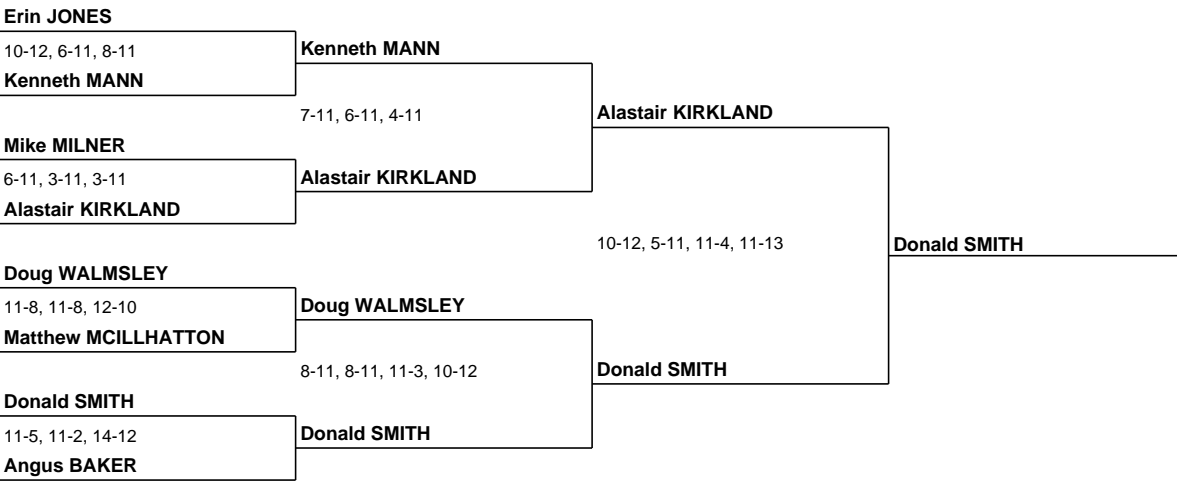 Erin JONES
10-12, 6-11, 8-11
Kenneth MANN
Kenneth MANN
7-11, 6-11, 4-11
Alastair KIRKLAND
Mike MILNER
6-11, 3-11, 3-11
Alastair KIRKLAND
Alastair KIRKLAND
10-12, 5-11, 11-4, 11-13
Donald SMITH
Doug WALMSLEY
11-8, 11-8, 12-10
Matthew MCILLHATTON
Doug WALMSLEY
8-11, 8-11, 11-3, 10-12
Donald SMITH
Donald SMITH
11-5, 11-2, 14-12
Angus BAKER
Donald SMITH